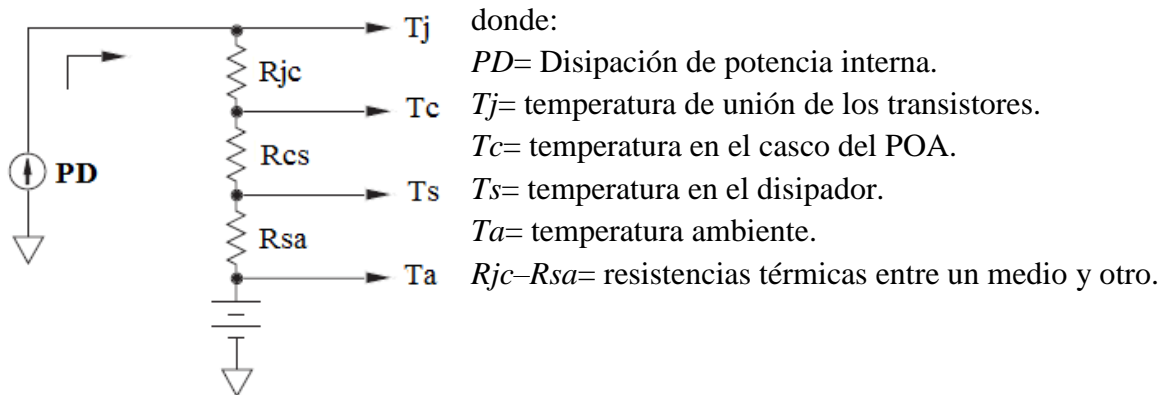 Tj
Rjc
Tc
Rcs
PD
Ts
Rsa
Ta
donde:
PD= Disipación de potencia interna.
Tj= temperatura de unión de los transistores.
Tc= temperatura en el casco del POA.
Ts= temperatura en el disipador.
Ta= temperatura ambiente.
Rjc–Rsa= resistencias térmicas entre un medio y otro.